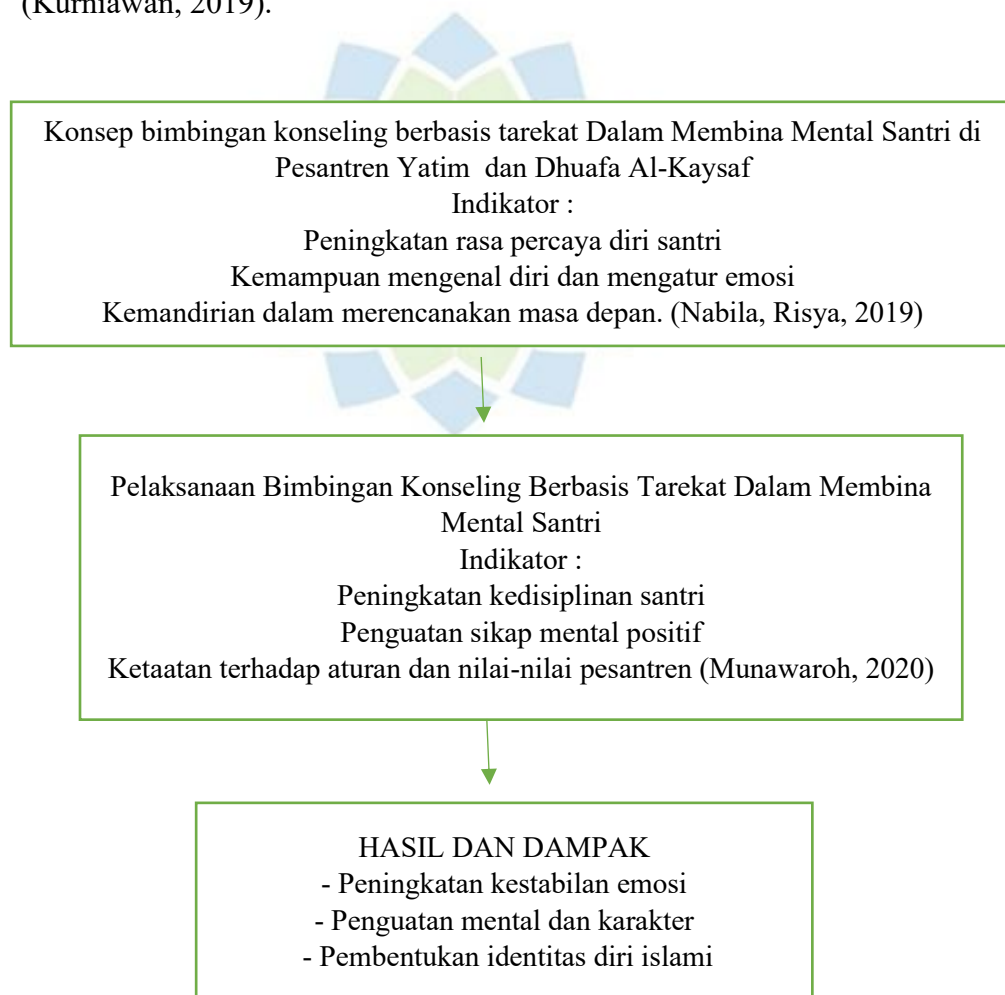 (Kurniawan, 2019).
Konsep bimbingan konseling berbasis tarekat Dalam Membina Mental Santri di
Pesantren Yatim dan Dhuafa Al-Kaysaf
Indikator :
Peningkatan rasa percaya diri santri
Kemampuan mengenal diri dan mengatur emosi
Kemandirian dalam merencanakan masa depan. (Nabila, Risya, 2019)
Pelaksanaan Bimbingan Konseling Berbasis Tarekat Dalam Membina
Mental Santri
Indikator :
Peningkatan kedisiplinan santri
Penguatan sikap mental positif
Ketaatan terhadap aturan dan nilai-nilai pesantren (Munawaroh, 2020)
HASIL DAN DAMPAK
- Peningkatan kestabilan emosi
- Penguatan mental dan karakter
- Pembentukan identitas diri islami